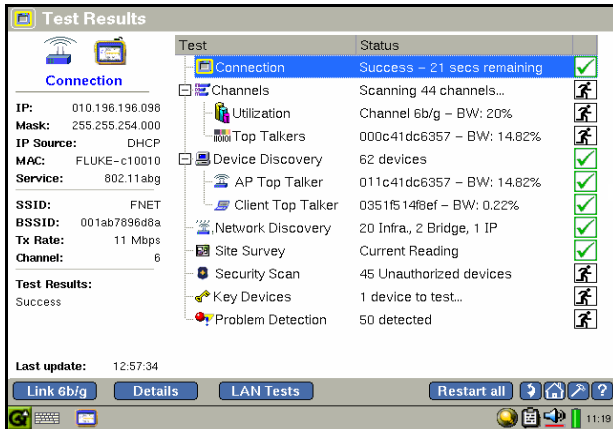 Test Results
Test Status
Connection
Connection Success – 21 secs remaining
Channels Scanning 44 channels...
Utilization Channel 6b/g – BW: 20%
Top Talkers 000c41dc6357 – BW: 14.82%
Device Discovery 62 devices
AP Top Talker 011c41dc6357 – BW: 14.82%
Client Top Talker 0351f514f8ef – BW: 0.22%
Network Discovery 20 Infra., 2 Bridge, 1 IP
Site Survey Current Reading
Security Scan 45 Unauthorized devices
Key Devices 1 device to test...
Problem Detection 50 detected
IP: 010.196.196.098
Mask: 255.255.254.000
IP Source: DHCP
MAC: FLUKE-c10010
Service: 802.11abg
SSID: FNET
BSSID: 001ab7896d8a
Tx Rate: 11 Mbps
Channel: 6
Test Results:
Success
Last update: 12:57:34
Link 6b/g Details LAN Tests Restart all ?
11:19